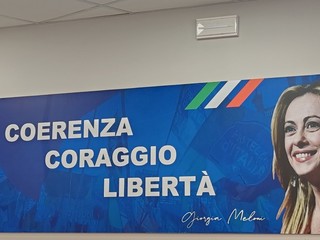 COERENZA
CORAGGIO
LIBERTÀ
Giorgia Meloni